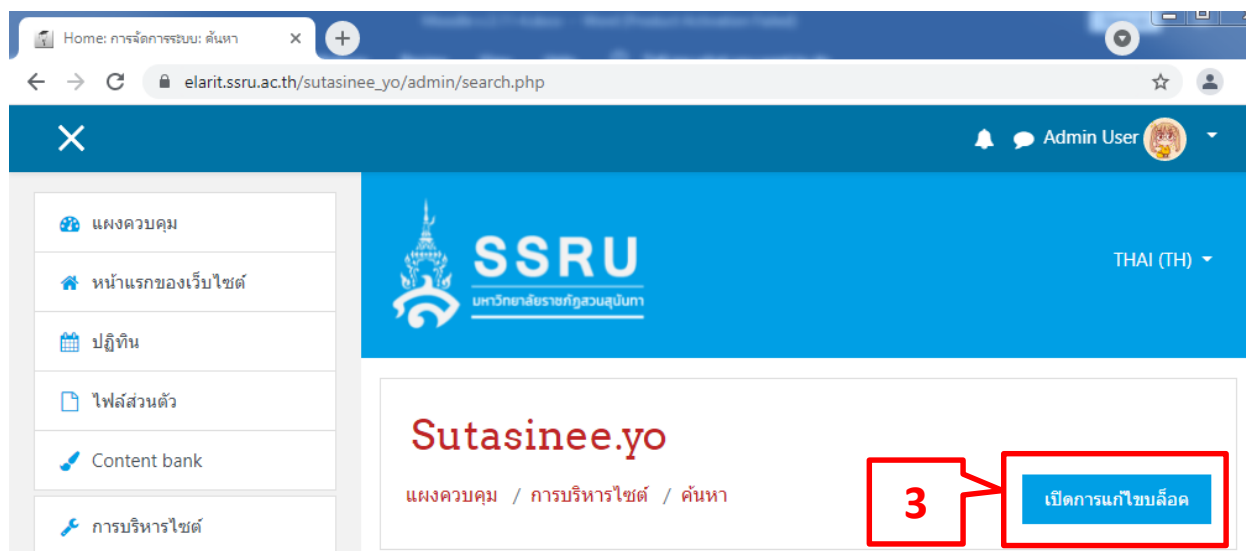 Home: การจัดการระบบ: ค้นหา
elarit.ssru.ac.th/sutasinee_yo/admin/search.php
Admin User
แผงควบคุม
หน้าแรกของเว็บไซต์
ปฏิทิน
ไฟล์ส่วนตัว
Content bank
การบริหารไซต์
SSRU
มหาวิทยาลัยราชภัฏสวนสุนันทา
THAI (TH)
Sutasinee.yo
แผงควบคุม / การบริหารไซต์ / ค้นหา
3
เปิดการแก้ไขบล็อค